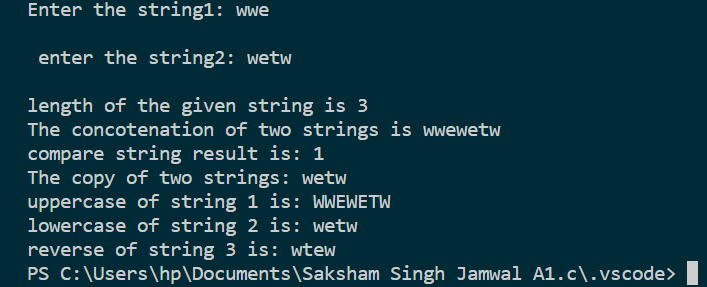 Enter the string1: wwe
enter the string2: wetw
length of the given string is 3
The concotenation of two strings is wwewetw
compare string result is: 1
The copy of two strings: wetw
uppercase of string 1 is: WWEWETW
lowercase of string 2 is: wetw
reverse of string 3 is: wtew
PS C:\Users\hp\Documents\Saksham Singh Jamwal A1.c\.vscode>